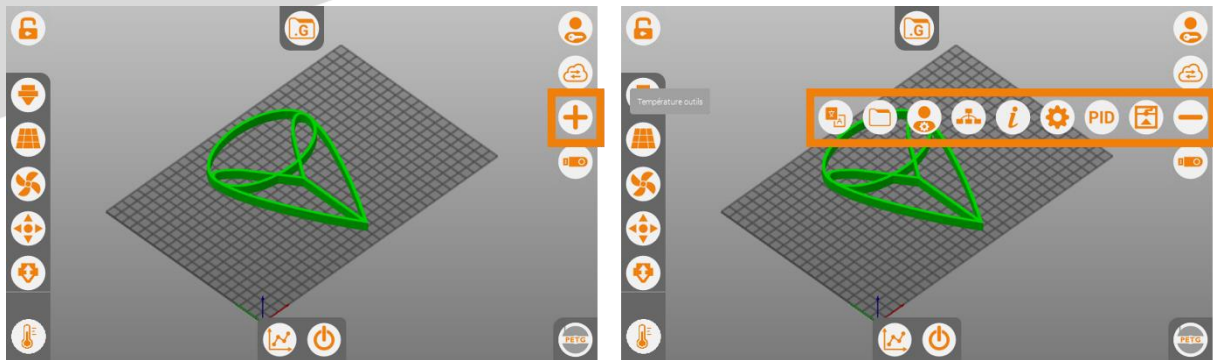 .G
PETG
.G
Température outils
i
PID
PETG